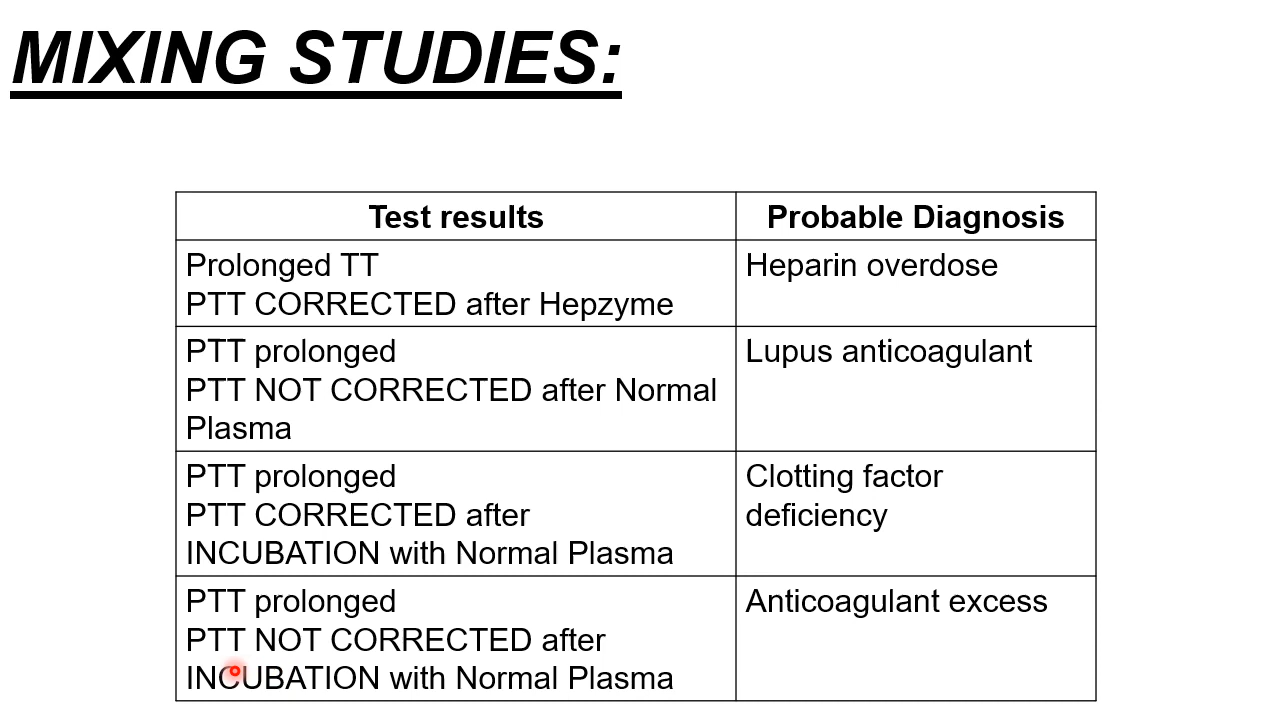 MIXING STUDIES:
Test results
Probable Diagnosis
Prolonged TT
PTT CORRECTED after Hepzyme
Heparin overdose
PTT prolonged
PTT NOT CORRECTED after Normal
Plasma
Lupus anticoagulant
PTT prolonged
PTT CORRECTED after
INCUBATION with Normal Plasma
Clotting factor
deficiency
PTT prolonged
PTT NOT CORRECTED after
INCUBATION with Normal Plasma
Anticoagulant excess